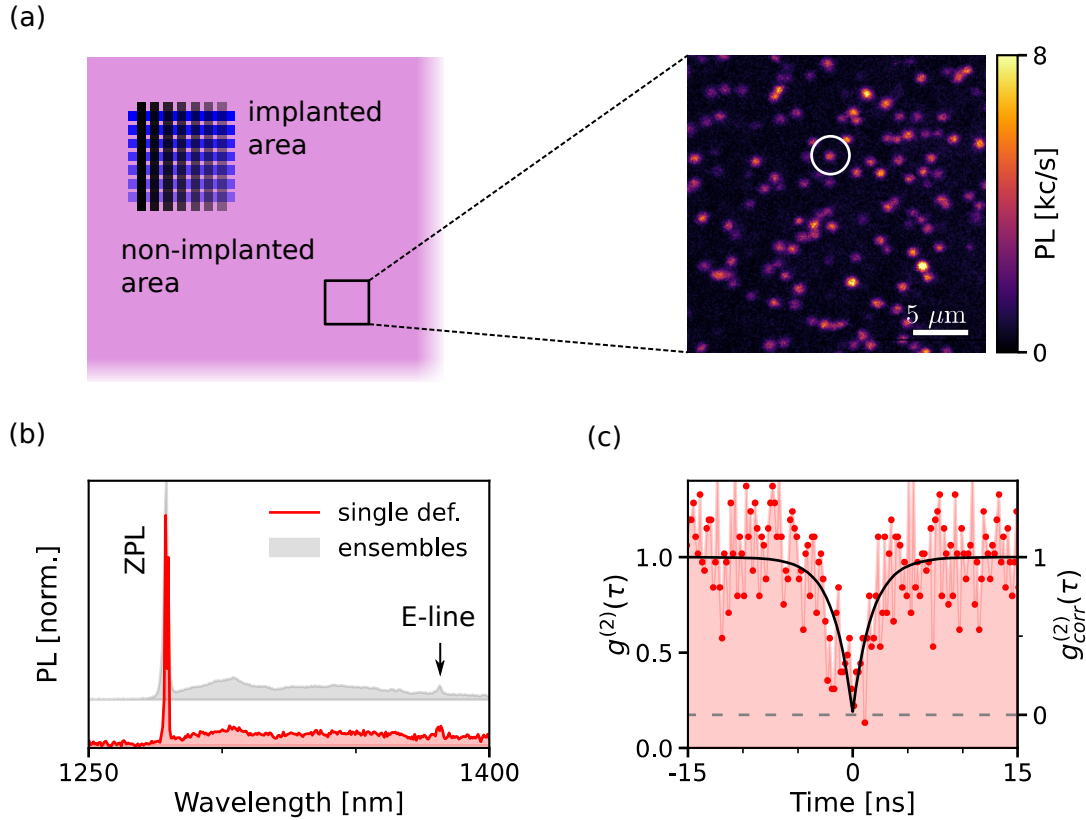 (a)
implanted
area
non-implanted
area
5 μm
8
PL [kc/s]
0
(b)
ZPL
single def.
ensembles
E-line
PL [norm.]
1250
1400
Wavelength [nm]
(c)
1.0
0.5
0.0
g⁽²⁾(τ)
1
0
g⁽²⁾corr(τ)
-15
0
15
Time [ns]